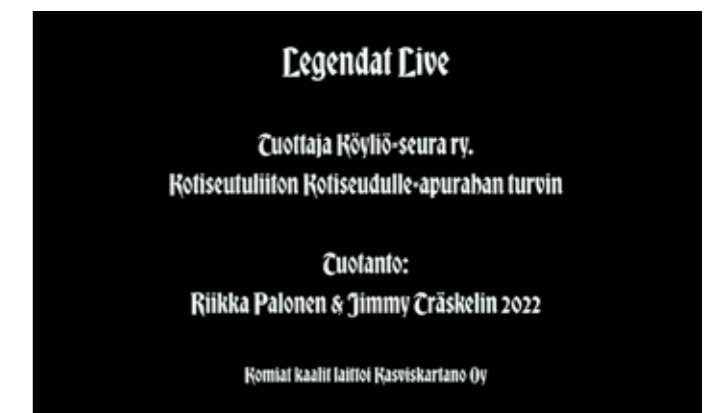 Legendat Live
Tuottaja Köyliö-seura ry.
Kotiseutuliiton Kotiseudulle-apurahan turvin
Tuotanto:
Riikka Palonen & Jimmy Träskelin 2022
Komiat kaalit laittoi Kasviskartano Oy